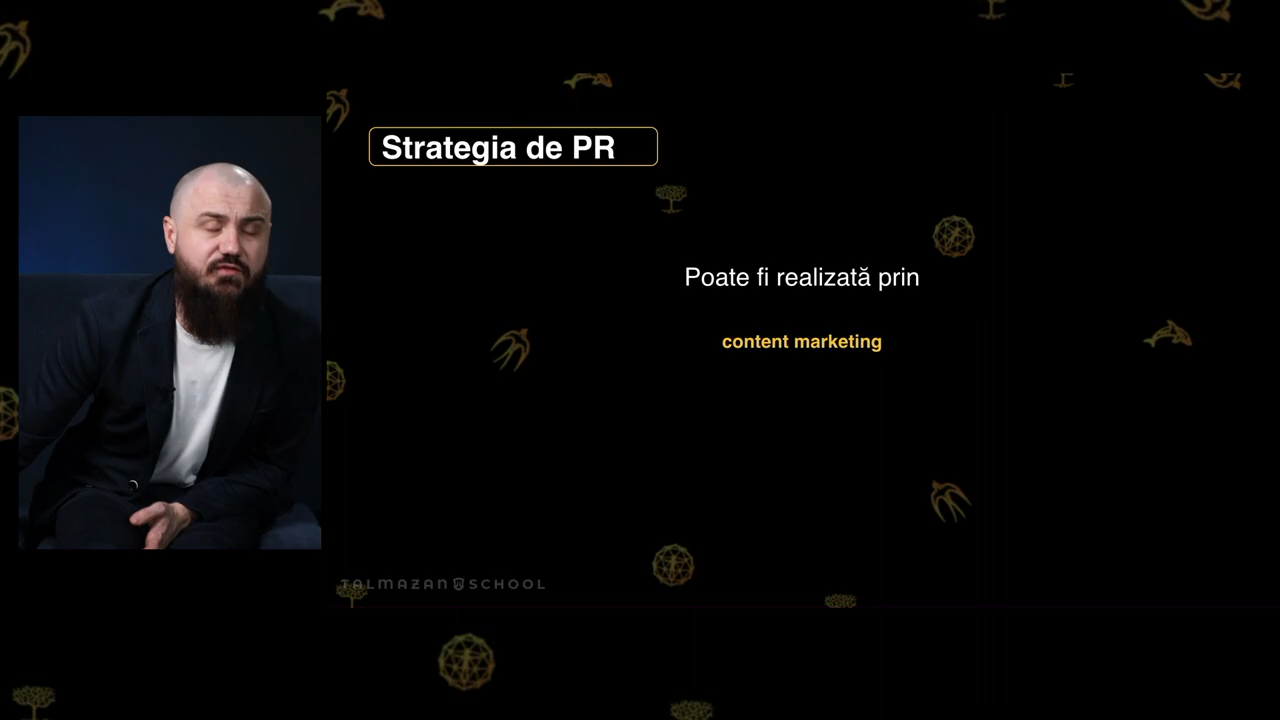 Strategia de PR
Poate fi realizată prin
content marketing
TALMAZAN SCHOOL